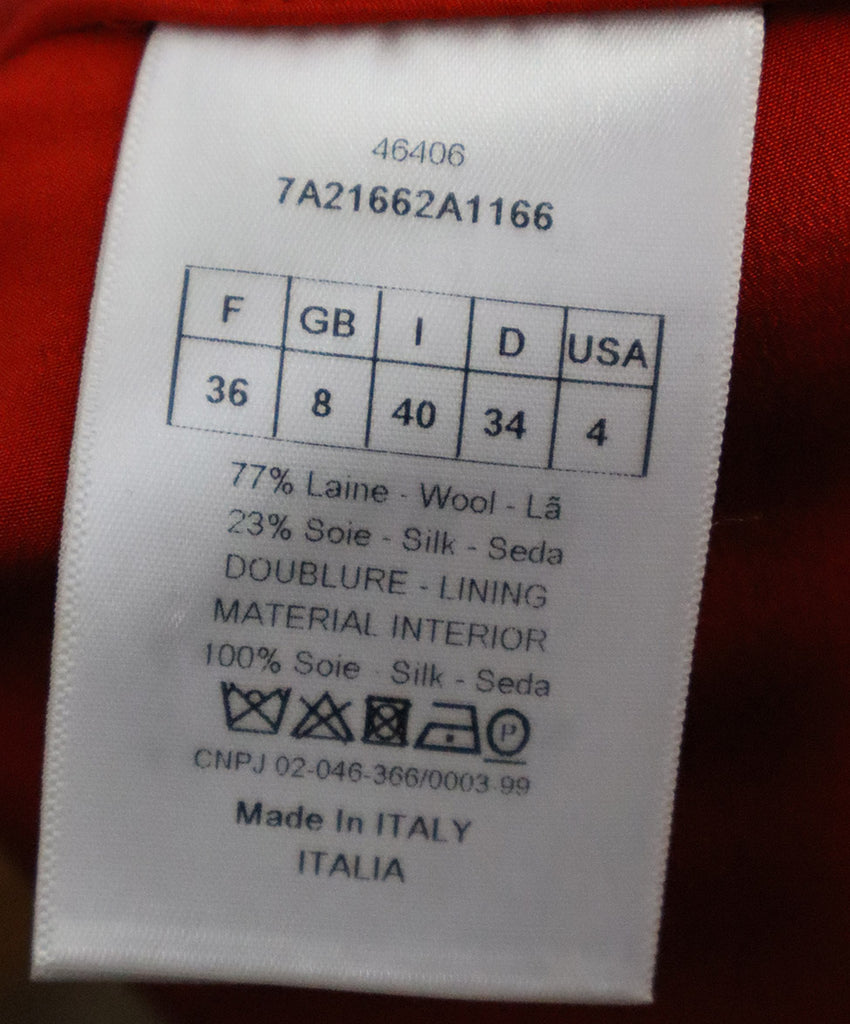 46406
7A21662A1166
F GB I D USA
36 8 40 34 4
77% Laine - Wool - Lã
23% Soie - Silk - Seda
DOUBLURE - LINING
MATERIAL INTERIOR
100% Soie - Silk - Seda
P
CNPJ 02-046-366/0003-99
Made In ITALY
ITALIA